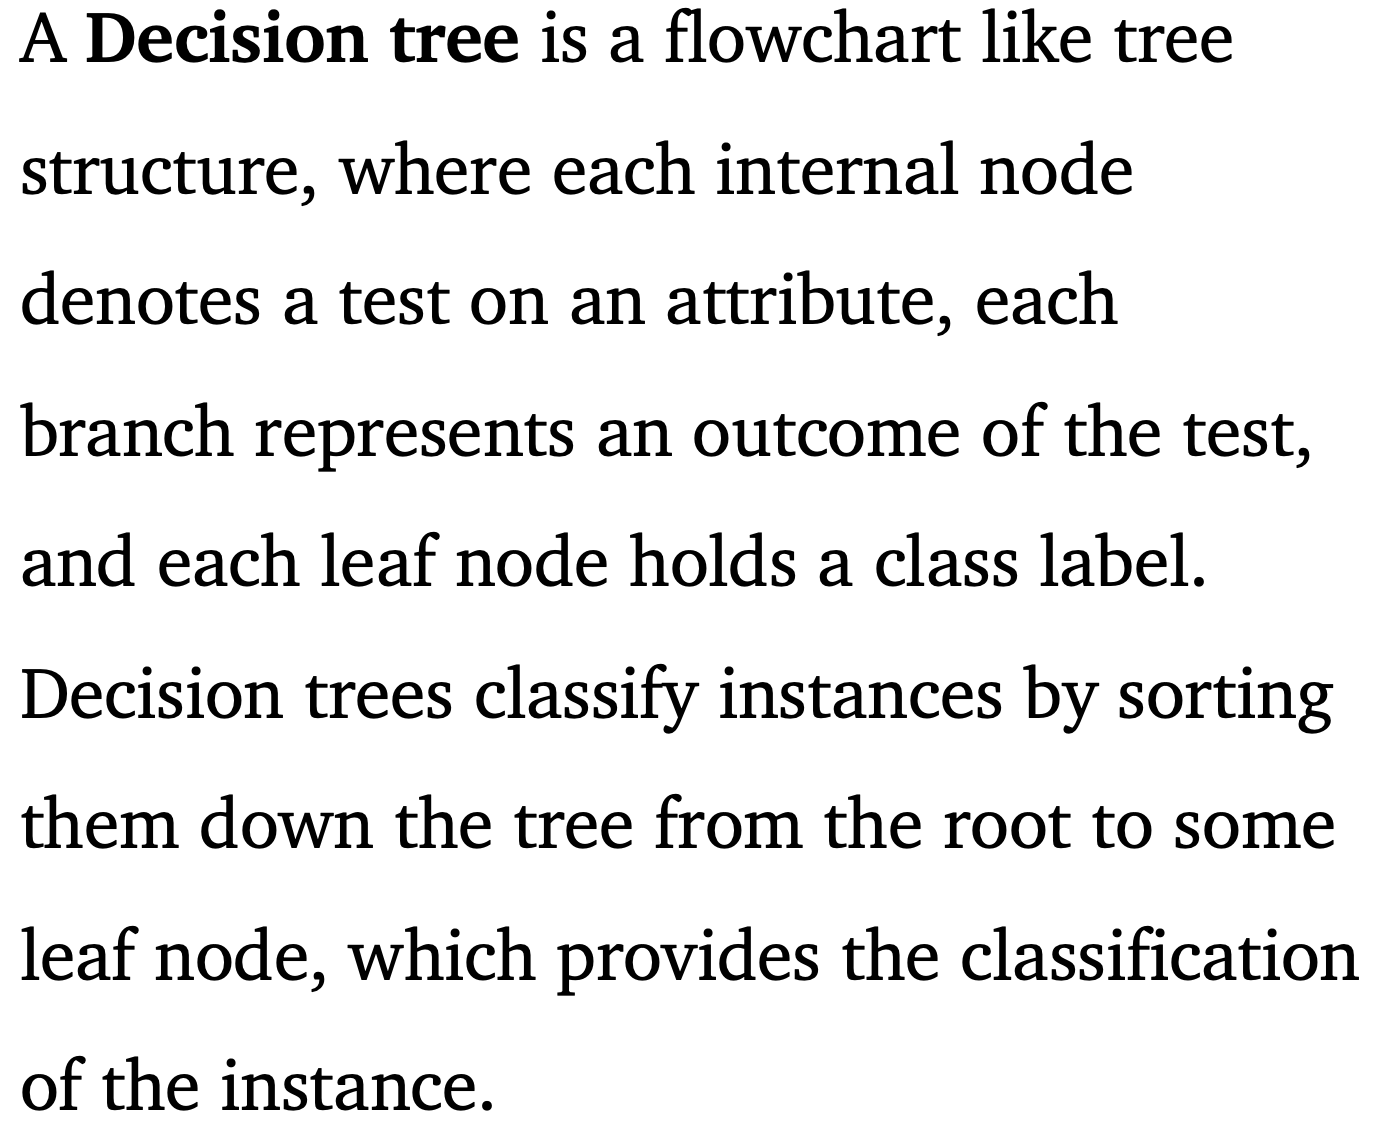 A Decision tree is a flowchart like tree
structure, where each internal node
denotes a test on an attribute, each
branch represents an outcome of the test,
and each leaf node holds a class label.
Decision trees classify instances by sorting
them down the tree from the root to some
leaf node, which provides the classification
of the instance.